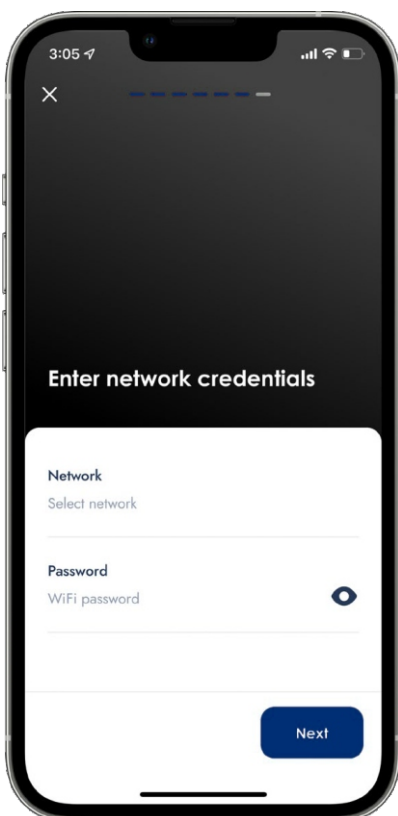 3:05
Enter network credentials
Network
Select network
Password
WiFi password
Next